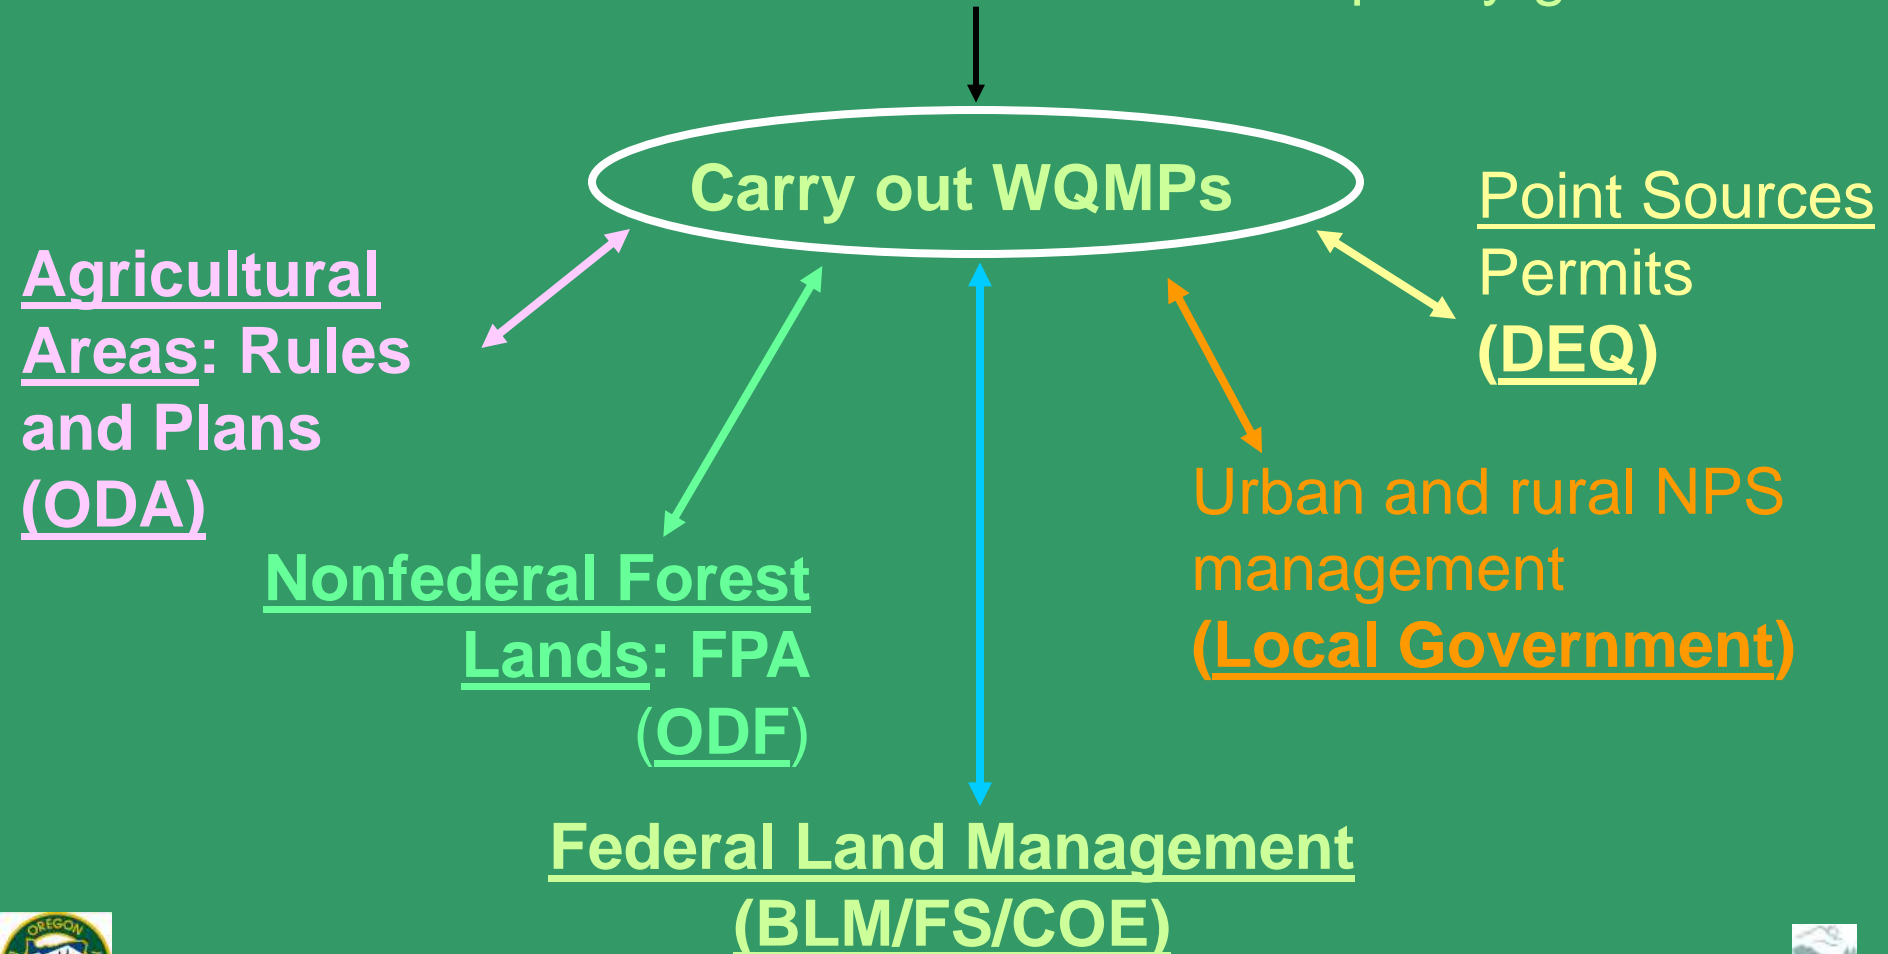 Carry out WQMPs
Point Sources
Permits
(DEQ)
Agricultural
Areas: Rules
and Plans
(ODA)
Urban and rural NPS
management
(Local Government)
Nonfederal Forest
Lands: FPA
(ODF)
Federal Land Management
(BLM/FS/COE)
OREGON